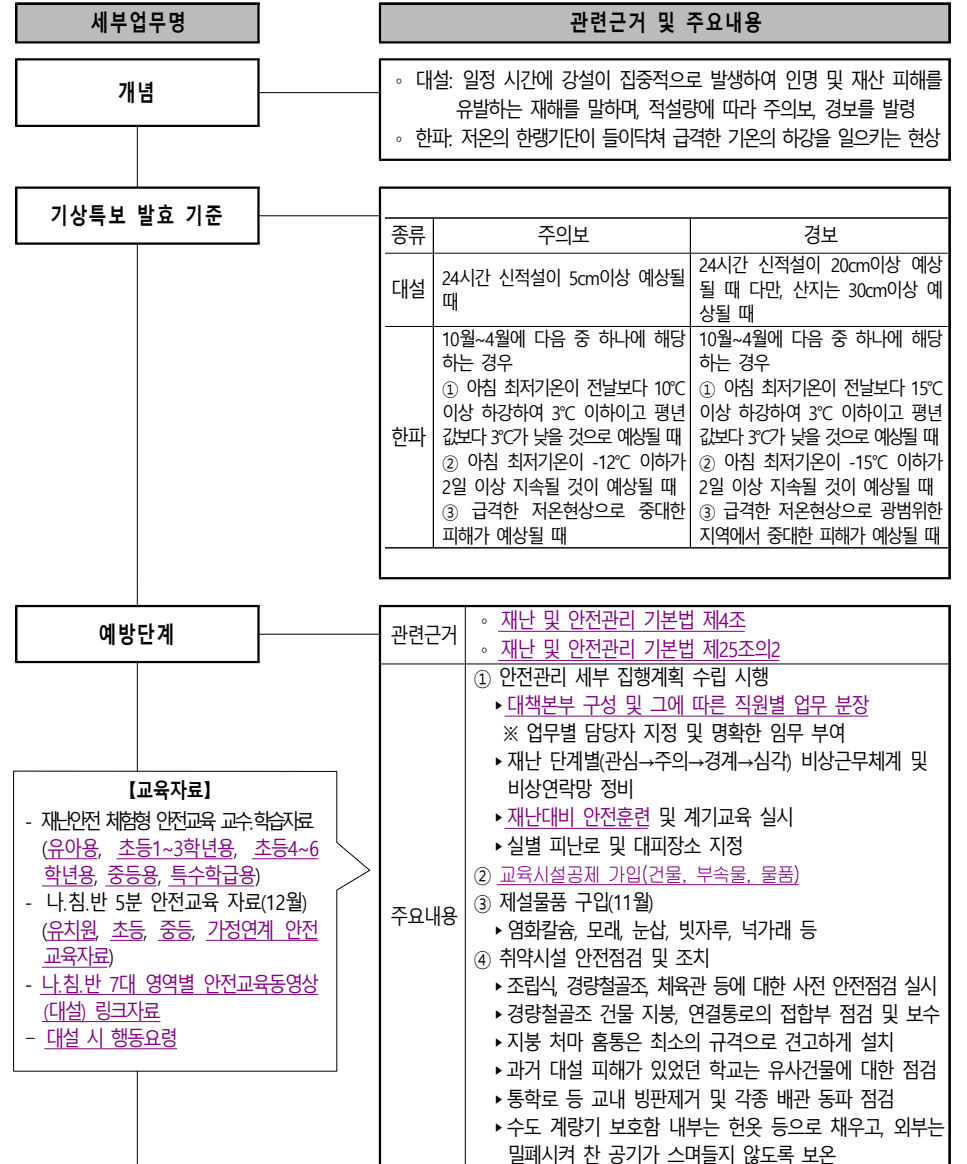 세부업무명
관련근거 및 주요내용
개념
◦ 대설: 일정 시간에 강설이 집중적으로 발생하여 인명 및 재산 피해를
유발하는 재해를 말하며, 적설량에 따라 주의보, 경보를 발령
◦ 한파: 저온의 한랭기단이 들이닥쳐 급격한 기온의 하강을 일으키는 현상
기상특보 발효 기준
종류 주의보 경보
대설
24시간 신적설이 5cm이상 예상될
때
24시간 신적설이 20cm이상 예상
될 때 다만, 산지는 30cm이상 예
상될 때
한파
10월~4월에 다음 중 하나에 해당
하는 경우
① 아침 최저기온이 전날보다 10℃
이상 하강하여 3℃ 이하이고 평년
값보다 3℃가 낮을 것으로 예상될 때
② 아침 최저기온이 -12℃ 이하가
2일 이상 지속될 것이 예상될 때
③ 급격한 저온현상으로 중대한
피해가 예상될 때
10월~4월에 다음 중 하나에 해당
하는 경우
① 아침 최저기온이 전날보다 15℃
이상 하강하여 3℃ 이하이고 평년
값보다 3℃가 낮을 것으로 예상될 때
② 아침 최저기온이 -15℃ 이하가
2일 이상 지속될 것이 예상될 때
③ 급격한 저온현상으로 광범위한
지역에서 중대한 피해가 예상될 때
예방단계
관련근거
◦ 재난 및 안전관리 기본법 제4조
◦ 재난 및 안전관리 기본법 제25조의2
주요내용
① 안전관리 세부 집행계획 수립 시행
▸대책본부 구성 및 그에 따른 직원별 업무 분장
※ 업무별 담당자 지정 및 명확한 임무 부여
▸재난 단계별(관심→주의→경계→심각) 비상근무체계 및
비상연락망 정비
▸재난대비 안전훈련 및 계기교육 실시
▸실별 피난로 및 대피장소 지정
② 교육시설공제 가입(건물, 부속물, 물품)
③ 제설물품 구입(11월)
▸염화칼슘, 모래, 눈삽, 빗자루, 넉가래 등
④ 취약시설 안전점검 및 조치
▸조립식, 경량철골조, 체육관 등에 대한 사전 안전점검 실시
▸경량철골조 건물 지붕, 연결통로의 접합부 점검 및 보수
▸지붕 처마 홈통은 최소의 규격으로 견고하게 설치
▸과거 대설 피해가 있었던 학교는 유사건물에 대한 점검
▸통학로 등 교내 빙판제거 및 각종 배관 동파 점검
▸수도 계량기 보호함 내부는 헌옷 등으로 채우고, 외부는
밀폐시켜 찬 공기가 스며들지 않도록 보온
【교육자료】
- 재난안전 체험형 안전교육 교수.학습자료
(유아용, 초등1~3학년용, 초등4~6
학년용, 중등용, 특수학급용)
- 나.침.반 5분 안전교육 자료(12월)
(유치원, 초등, 중등, 가정연계 안전
교육자료)
- 나.침.반 7대 영역별 안전교육동영상
(대설) 링크자료
- 대설 시 행동요령